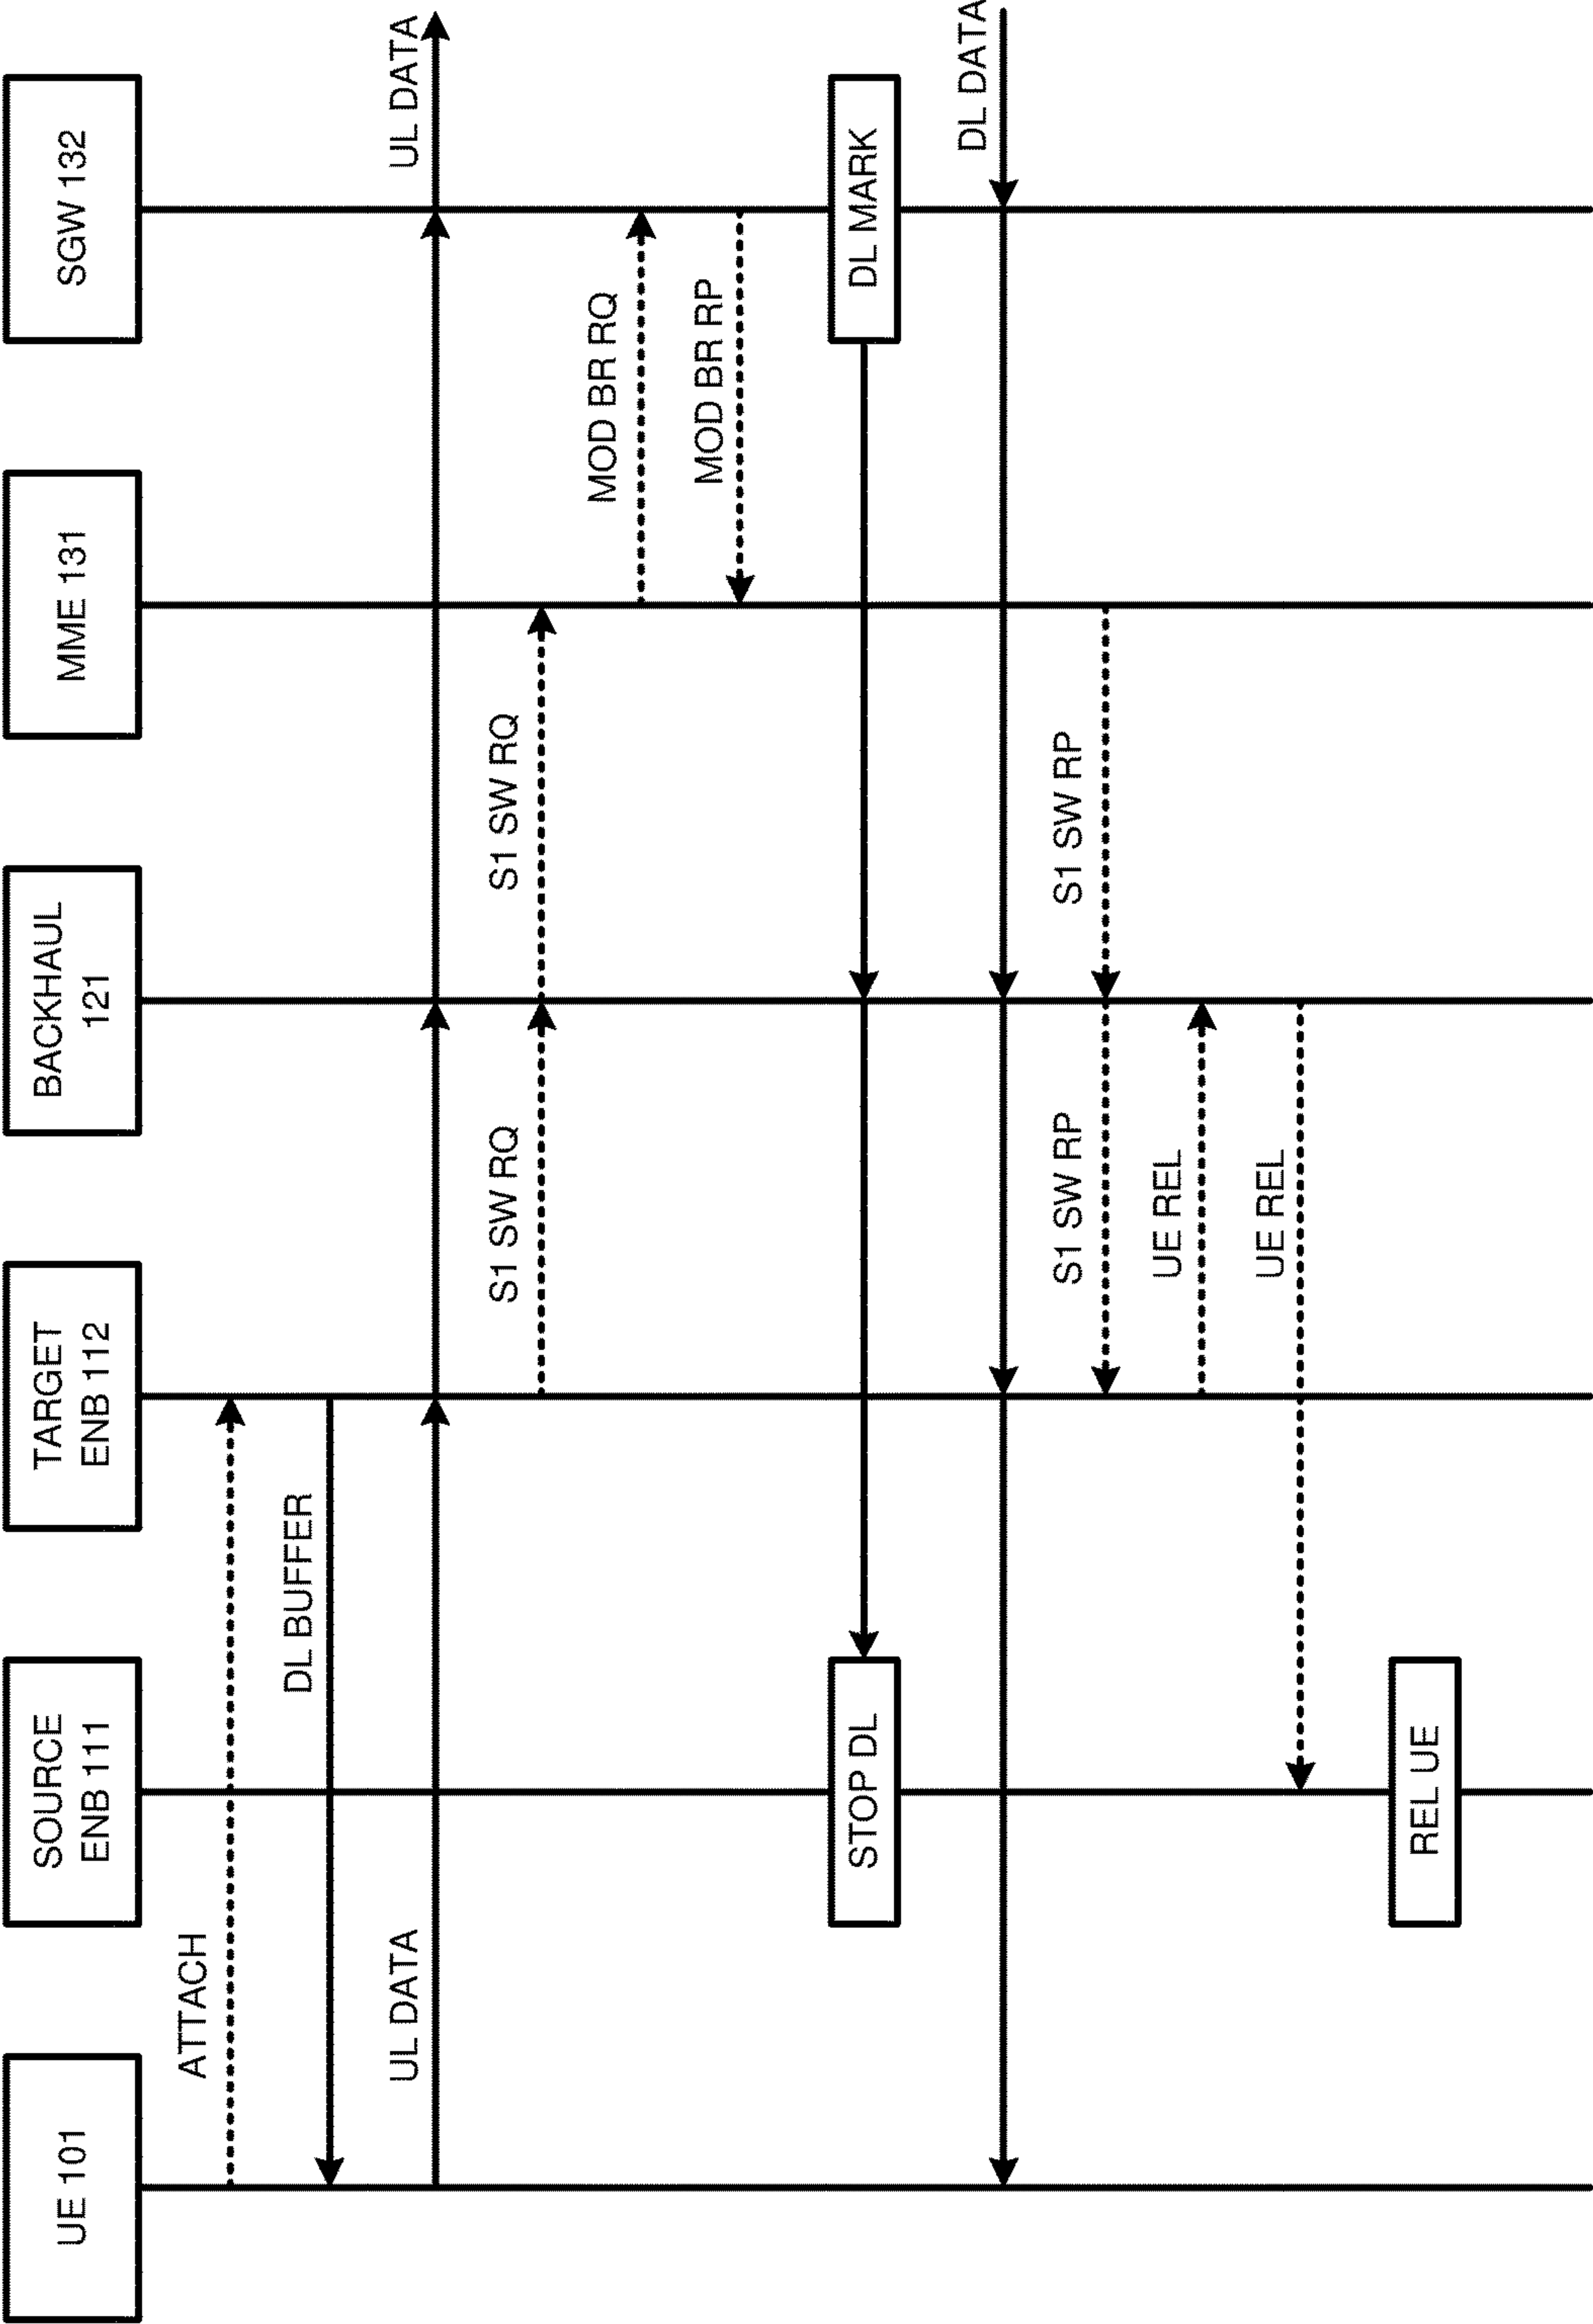 UE 101
SOURCE
ENB 111
TARGET
ENB 112
BACKHAUL
121
MME 131
SGW 132
ATTACH
DL BUFFER
UL DATA
UL DATA
S1 SW RQ
S1 SW RQ
MOD BR RQ
MOD BR RP
STOP DL
DL MARK
DL DATA
S1 SW RP
S1 SW RP
UE REL
UE REL
REL UE